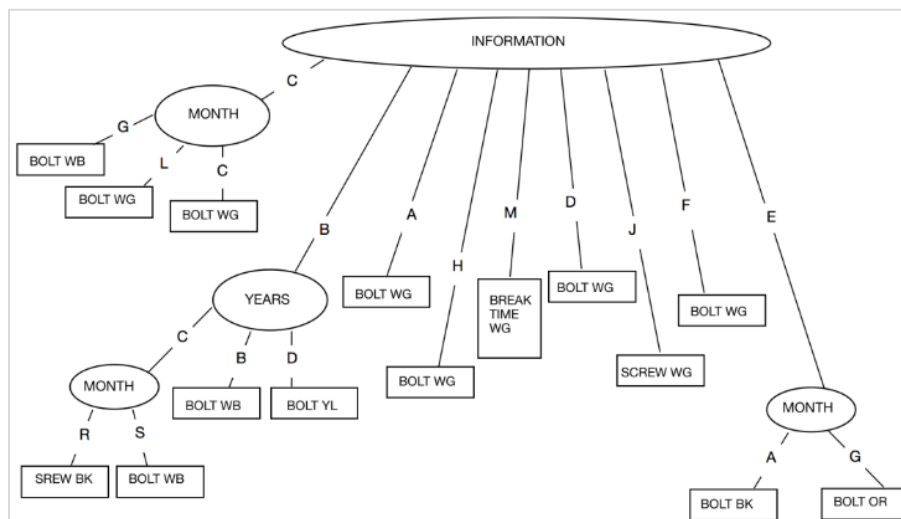 INFORMATION
C
MONTH
G
BOLT WB
L
C
BOLT WG
BOLT WG
B
A
H
M
D
J
F
E
YEARS
BOLT WG
BREAK
TIME
WG
BOLT WG
BOLT WG
BOLT WG
SCREW WG
C
B
D
MONTH
BOLT WB
BOLT YL
R
S
SREW BK
BOLT WB
MONTH
A
G
BOLT BK
BOLT OR